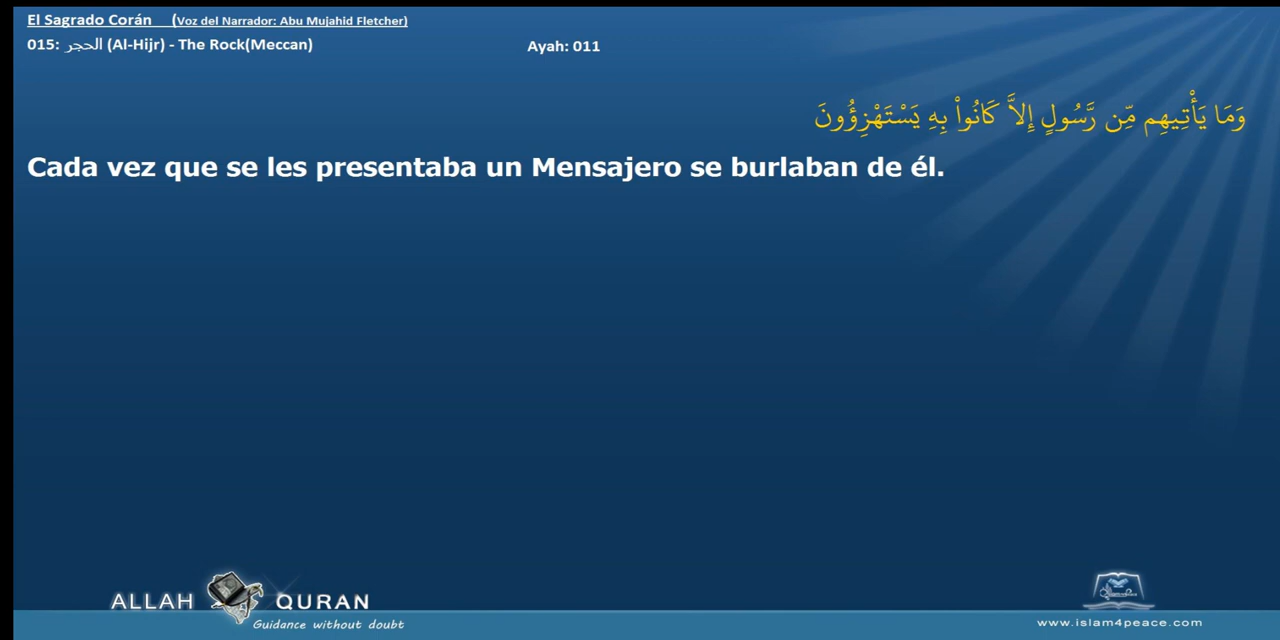 El Sagrado Corán (Voz del Narrador: Abu Mujahid Fletcher)
015: الحجر (Al-Hijr) - The Rock(Meccan) Ayah: 011
وَمَا يَأْتِيهِم مِّن رَّسُولٍ إِلاَّ كَانُواْ بِهِ يَسْتَهْزِؤُونَ
Cada vez que se les presentaba un Mensajero se burlaban de él.
ALLAH QURAN
Guidance without doubt
www.islam4peace.com